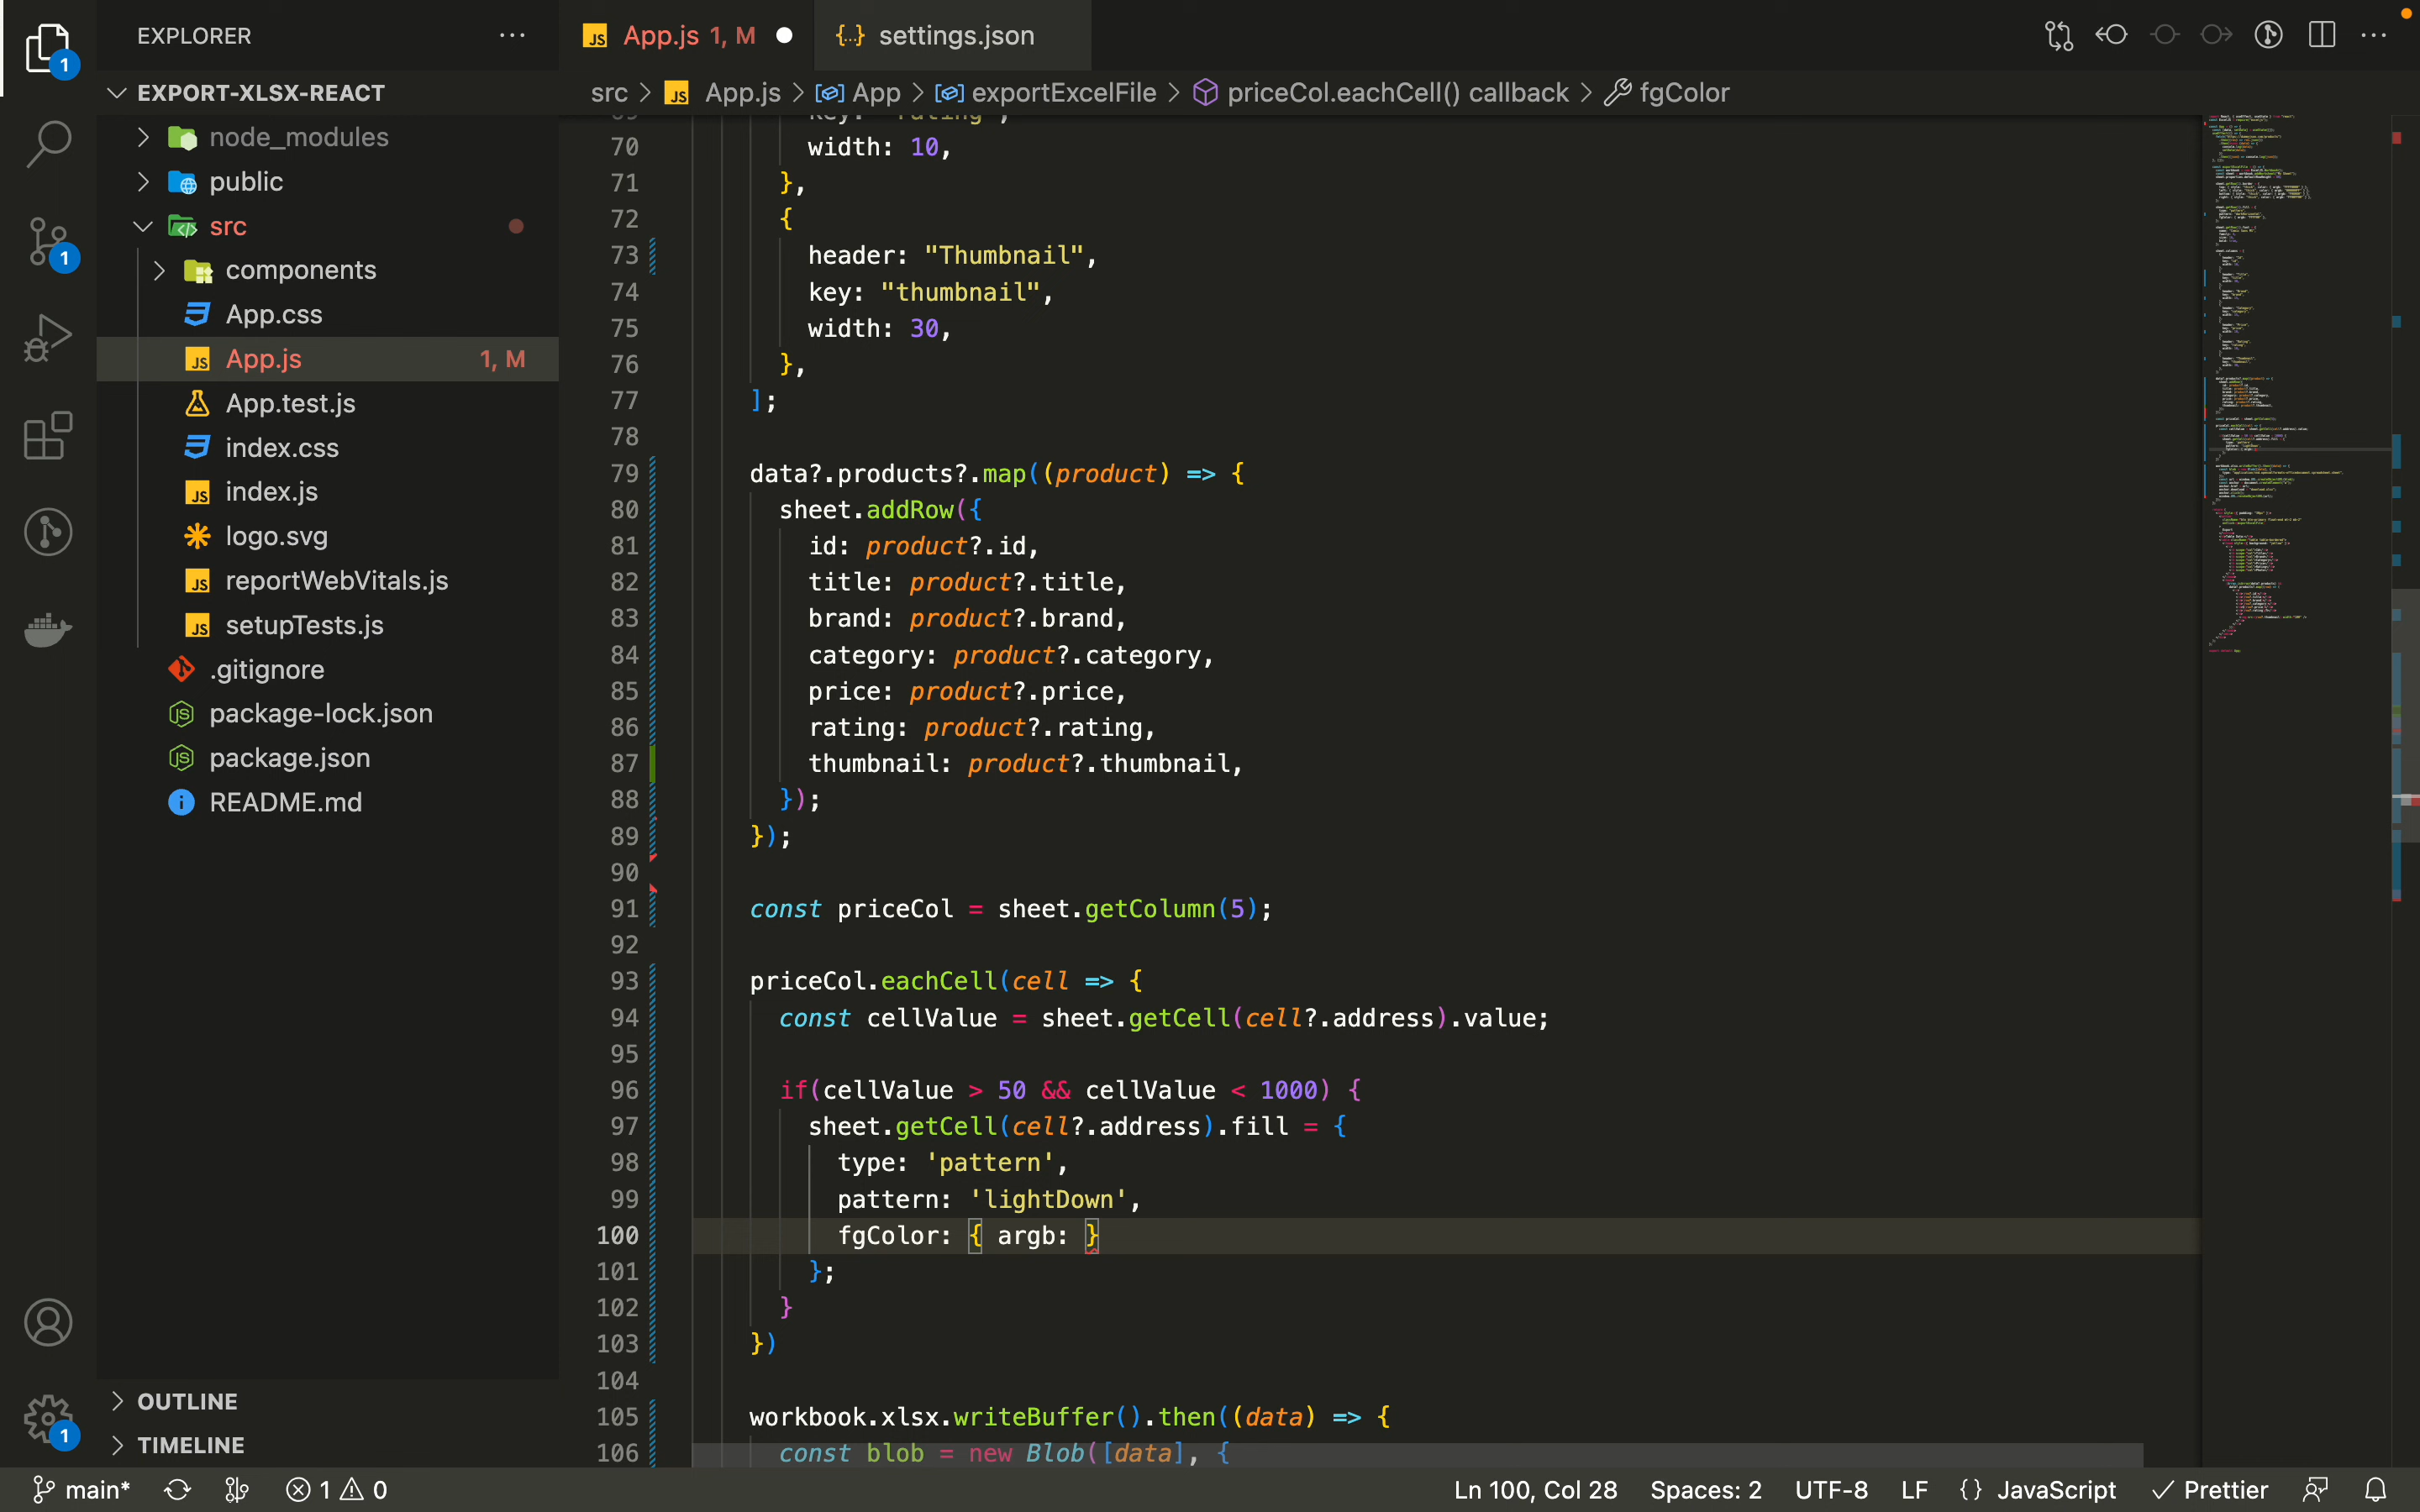 EXPLORER
App.js 1, M
settings.json
EXPORT-XLSX-REACT
src > App.js > App > exportExcelFile > priceCol.eachCell() callback > fgColor
node_modules
public
src
components
App.css
App.js 1, M
App.test.js
index.css
index.js
logo.svg
reportWebVitals.js
setupTests.js
.gitignore
package-lock.json
package.json
README.md
OUTLINE
TIMELINE
70 width: 10,
71 },
72 {
73 header: "Thumbnail",
74 key: "thumbnail",
75 width: 30,
76 },
77 ];
78
79 data?.products?.map((product) => {
80 sheet.addRow({
81 id: product?.id,
82 title: product?.title,
83 brand: product?.brand,
84 category: product?.category,
85 price: product?.price,
86 rating: product?.rating,
87 thumbnail: product?.thumbnail,
88 });
89 });
90
91 const priceCol = sheet.getColumn(5);
92
93 priceCol.eachCell(cell => {
94 const cellValue = sheet.getCell(cell?.address).value;
95
96 if(cellValue > 50 && cellValue < 1000) {
97 sheet.getCell(cell?.address).fill = {
98 type: 'pattern',
99 pattern: 'lightDown',
100 fgColor: { argb: }
101 };
102 }
103 })
104
105 workbook.xlsx.writeBuffer().then((data) => {
106 const blob = new Blob([data], {
1
1
1
main* 1 0 Ln 100, Col 28 Spaces: 2 UTF-8 LF {} JavaScript Prettier